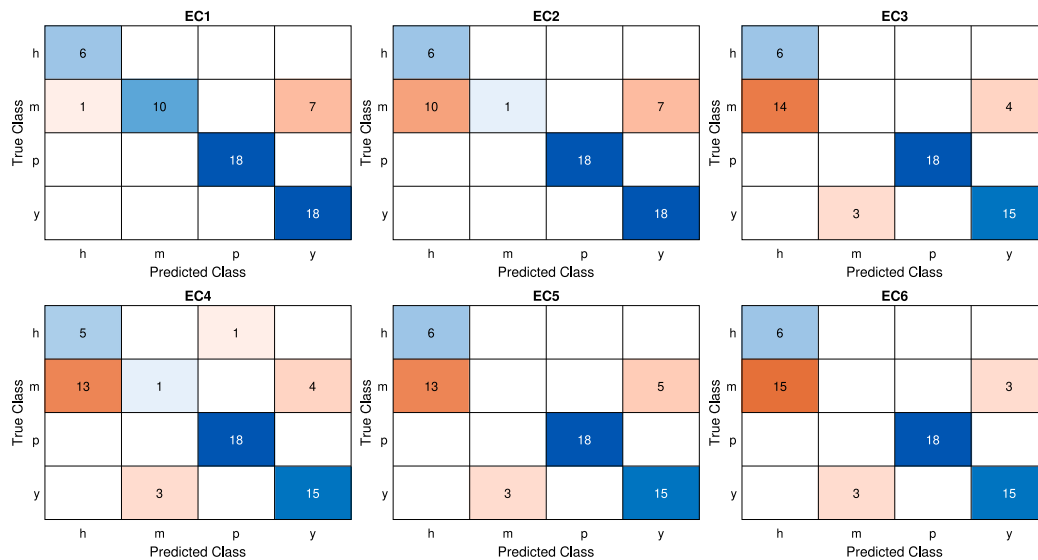 EC1
True Class
h 6
m 1 10 7
p 18
y 18
h m p y
Predicted Class
EC2
True Class
h 6
m 10 1 7
p 18
y 18
h m p y
Predicted Class
EC3
True Class
h 6
m 14 4
p 18
y 3 15
h m p y
Predicted Class
EC4
True Class
h 5 1
m 13 1 4
p 18
y 3 15
h m p y
Predicted Class
EC5
True Class
h 6
m 13 5
p 18
y 3 15
h m p y
Predicted Class
EC6
True Class
h 6
m 15 3
p 18
y 3 15
h m p y
Predicted Class